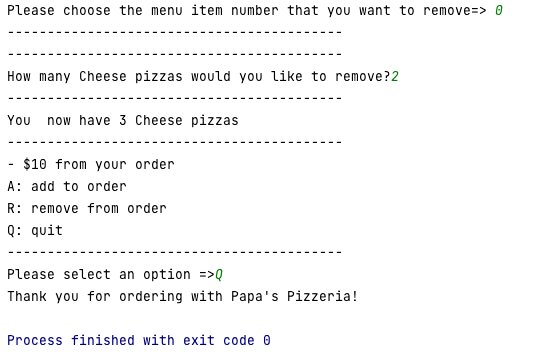 Please choose the menu item number that you want to remove=> 0
------------------------------------------
------------------------------------------
How many Cheese pizzas would you like to remove?2
------------------------------------------
You  now have 3 Cheese pizzas
------------------------------------------
- $10 from your order
A: add to order
R: remove from order
Q: quit
------------------------------------------
Please select an option =>Q
Thank you for ordering with Papa's Pizzeria!
Process finished with exit code 0